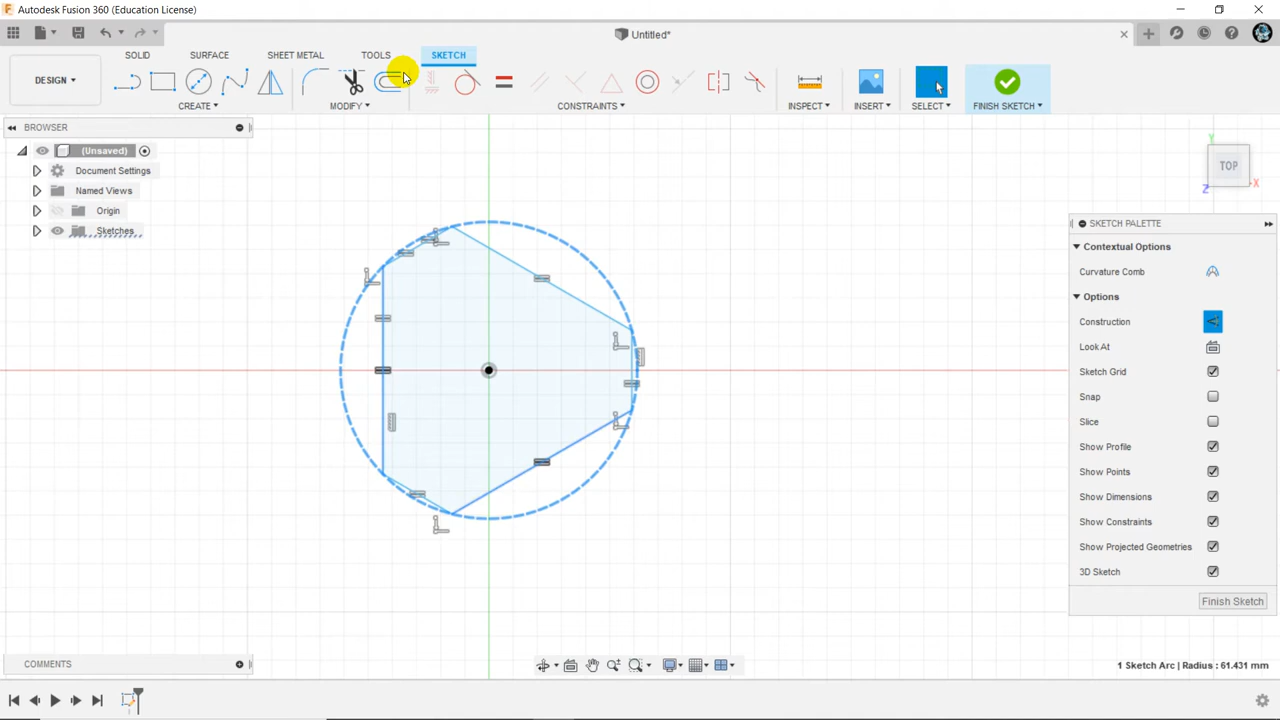 Autodesk Fusion 360 (Education License)
Untitled*
SOLID SURFACE SHEET METAL TOOLS SKETCH
DESIGN
CREATE MODIFY CONSTRAINTS INSPECT INSERT SELECT FINISH SKETCH
BROWSER
(Unsaved)
Document Settings
Named Views
Origin
Sketches
TOP
Y
X
Z
SKETCH PALETTE
Contextual Options
Curvature Comb
Options
Construction
Look At
Sketch Grid
Snap
Slice
Show Profile
Show Points
Show Dimensions
Show Constraints
Show Projected Geometries
3D Sketch
Finish Sketch
COMMENTS
1 Sketch Arc | Radius : 61.431 mm